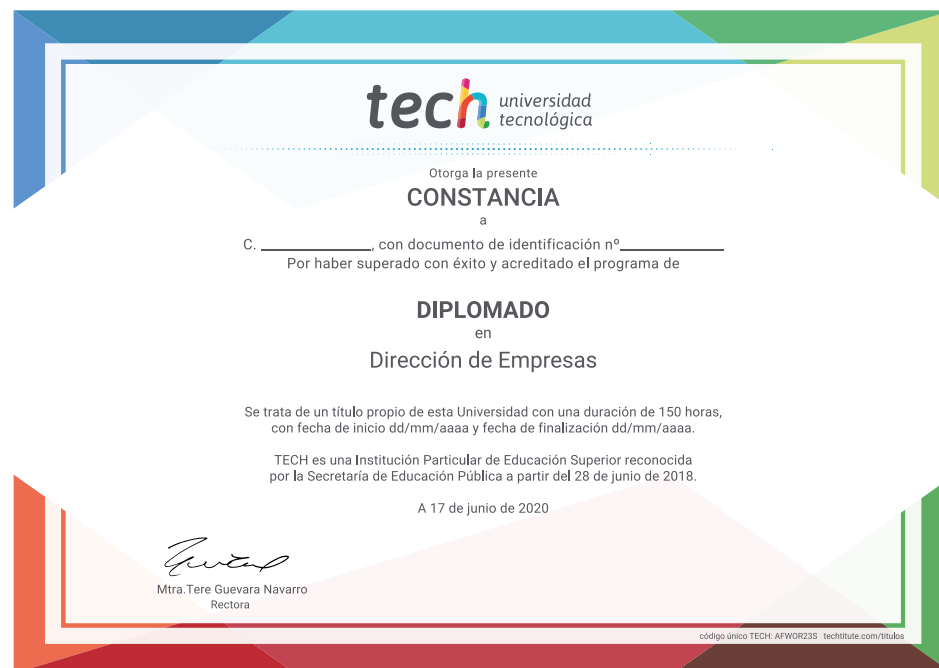 tech universidad
tecnológica
Otorga la presente
CONSTANCIA
a
C. ____________, con documento de identificación nº____________
Por haber superado con éxito y acreditado el programa de
DIPLOMADO
en
Dirección de Empresas
Se trata de un título propio de esta Universidad con una duración de 150 horas,
con fecha de inicio dd/mm/aaaa y fecha de finalización dd/mm/aaaa.
TECH es una Institución Particular de Educación Superior reconocida
por la Secretaría de Educación Pública a partir del 28 de junio de 2018.
A 17 de junio de 2020
Mtra.Tere Guevara Navarro
Rectora
código único TECH: AFWOR23S techtitute.com/titulos